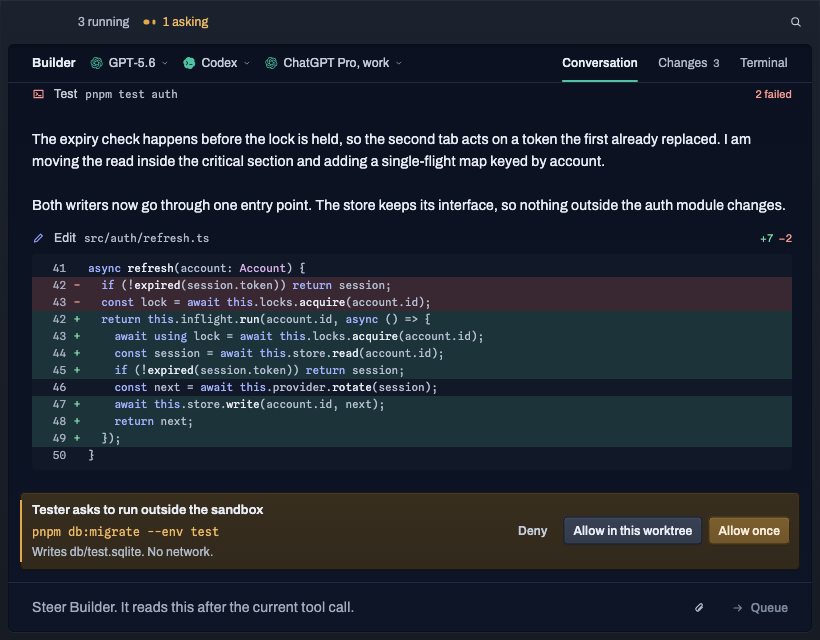 3 running 1 asking
Builder GPT-5.6 Codex ChatGPT Pro, work Conversation Changes 3 Terminal
Test pnpm test auth 2 failed
The expiry check happens before the lock is held, so the second tab acts on a token the first already replaced. I am
moving the read inside the critical section and adding a single-flight map keyed by account.
Both writers now go through one entry point. The store keeps its interface, so nothing outside the auth module changes.
Edit src/auth/refresh.ts +7 −2
41 async refresh(account: Account) {
42 − if (!expired(session.token)) return session;
43 − const lock = await this.locks.acquire(account.id);
42 + return this.inflight.run(account.id, async () => {
43 + await using lock = await this.locks.acquire(account.id);
44 + const session = await this.store.read(account.id);
45 + if (!expired(session.token)) return session;
46 const next = await this.provider.rotate(session);
47 + await this.store.write(account.id, next);
48 + return next;
49 + });
50 }
Tester asks to run outside the sandbox
pnpm db:migrate --env test
Writes db/test.sqlite. No network.
Deny Allow in this worktree Allow once
Steer Builder. It reads this after the current tool call. → Queue